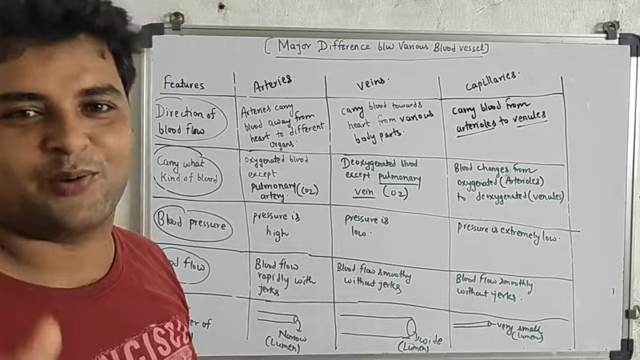 [ Major Difference b/w Various Blood vessel ]
Features
Arteries
veins.
capillaries.
Direction of
blood flow
Arteries carry
blood away from
heart to different
organs.
carry blood towards
heart from various
body parts.
carry blood from
arterioles to venules
Carry what
kind of blood
oxygenated blood
except
pulmonary
artery (CO2)
Deoxygenated blood
except pulmonary
vein (O2)
Blood changes from
oxygenated (Arterioles)
to deoxygenated (venules)
Blood pressure
pressure is
high
pressure is
low.
pressure is extremely low.
flow
Blood flow
rapidly with
jerks
Blood flow smoothly
without jerks
Blood flow smoothly
without jerks.
of
Narrow
(Lumen)
wide
(Lumen)
very small
(Lumen)